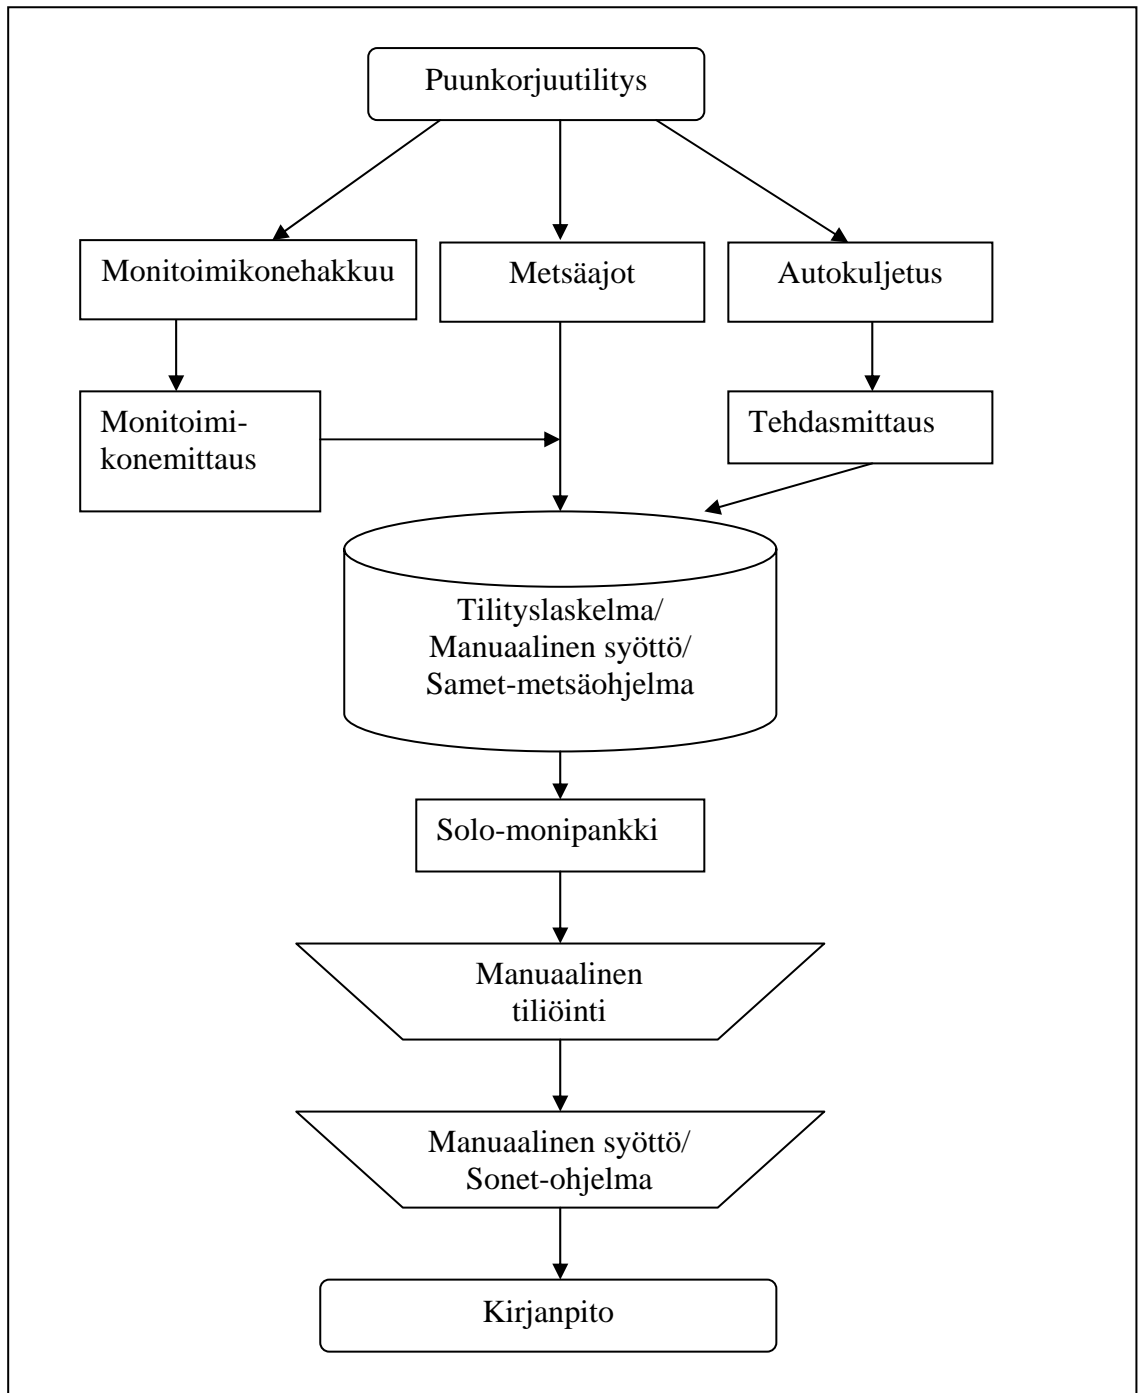 Puunkorjuutilitys
Monitoimikonehakkuu
Metsäajot
Autokuljetus
Monitoimi-
konemittaus
Tehdasmittaus
Tilityslaskelma/
Manuaalinen syöttö/
Samet-metsäohjelma
Solo-monipankki
Manuaalinen
tiliöinti
Manuaalinen syöttö/
Sonet-ohjelma
Kirjanpito